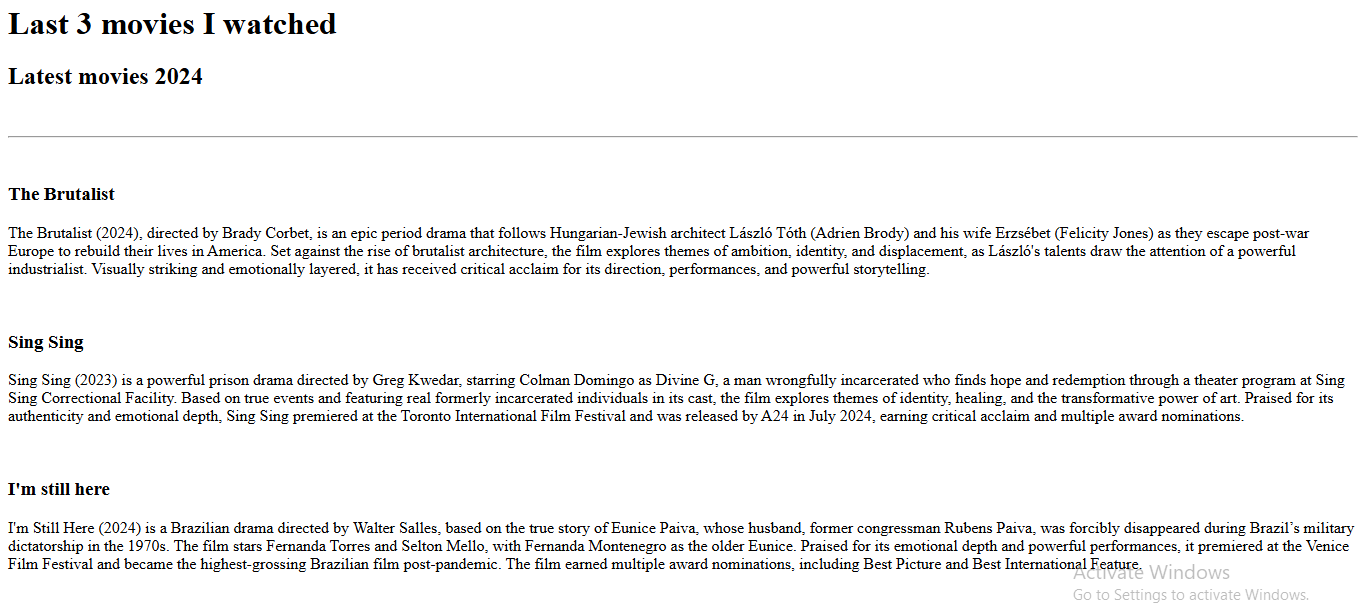 Last 3 movies I watched
Latest movies 2024
The Brutalist
The Brutalist (2024), directed by Brady Corbet, is an epic period drama that follows Hungarian-Jewish architect László Tóth (Adrien Brody) and his wife Erzsébet (Felicity Jones) as they escape post-war
Europe to rebuild their lives in America. Set against the rise of brutalist architecture, the film explores themes of ambition, identity, and displacement, as László's talents draw the attention of a powerful
industrialist. Visually striking and emotionally layered, it has received critical acclaim for its direction, performances, and powerful storytelling.
Sing Sing
Sing Sing (2023) is a powerful prison drama directed by Greg Kwedar, starring Colman Domingo as Divine G, a man wrongfully incarcerated who finds hope and redemption through a theater program at Sing
Sing Correctional Facility. Based on true events and featuring real formerly incarcerated individuals in its cast, the film explores themes of identity, healing, and the transformative power of art. Praised for its
authenticity and emotional depth, Sing Sing premiered at the Toronto International Film Festival and was released by A24 in July 2024, earning critical acclaim and multiple award nominations.
I'm still here
I'm Still Here (2024) is a Brazilian drama directed by Walter Salles, based on the true story of Eunice Paiva, whose husband, former congressman Rubens Paiva, was forcibly disappeared during Brazil’s military
dictatorship in the 1970s. The film stars Fernanda Torres and Selton Mello, with Fernanda Montenegro as the older Eunice. Praised for its emotional depth and powerful performances, it premiered at the Venice
Film Festival and became the highest-grossing Brazilian film post-pandemic. The film earned multiple award nominations, including Best Picture and Best International Feature.
Activate Windows
Go to Settings to activate Windows.